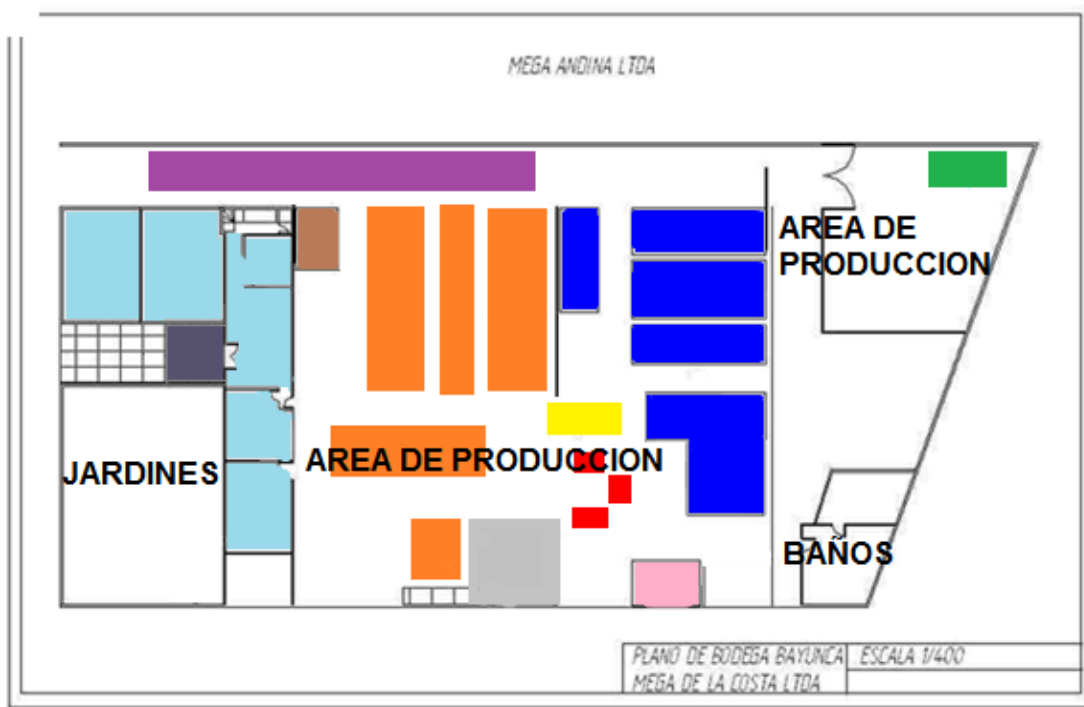 MEGA ANDINA LTDA
AREA DE
PRODUCCION
JARDINES
AREA DE PRODUCCION
BAÑOS
PLANO DE BODEGA BAYUNCA
ESCALA 1/400
MEGA DE LA COSTA LTDA